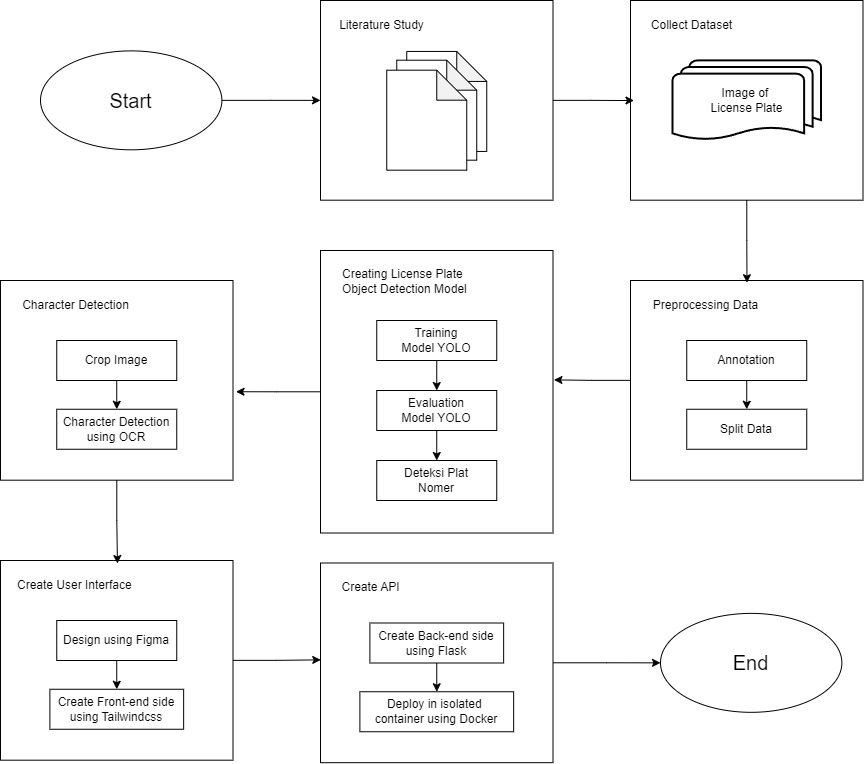 Start
Literature Study
Collect Dataset
Image of
License Plate
Preprocessing Data
Annotation
Split Data
Creating License Plate
Object Detection Model
Training
Model YOLO
Evaluation
Model YOLO
Deteksi Plat
Nomer
Character Detection
Crop Image
Character Detection
using OCR
Create User Interface
Design using Figma
Create Front-end side
using Tailwindcss
Create API
Create Back-end side
using Flask
Deploy in isolated
container using Docker
End